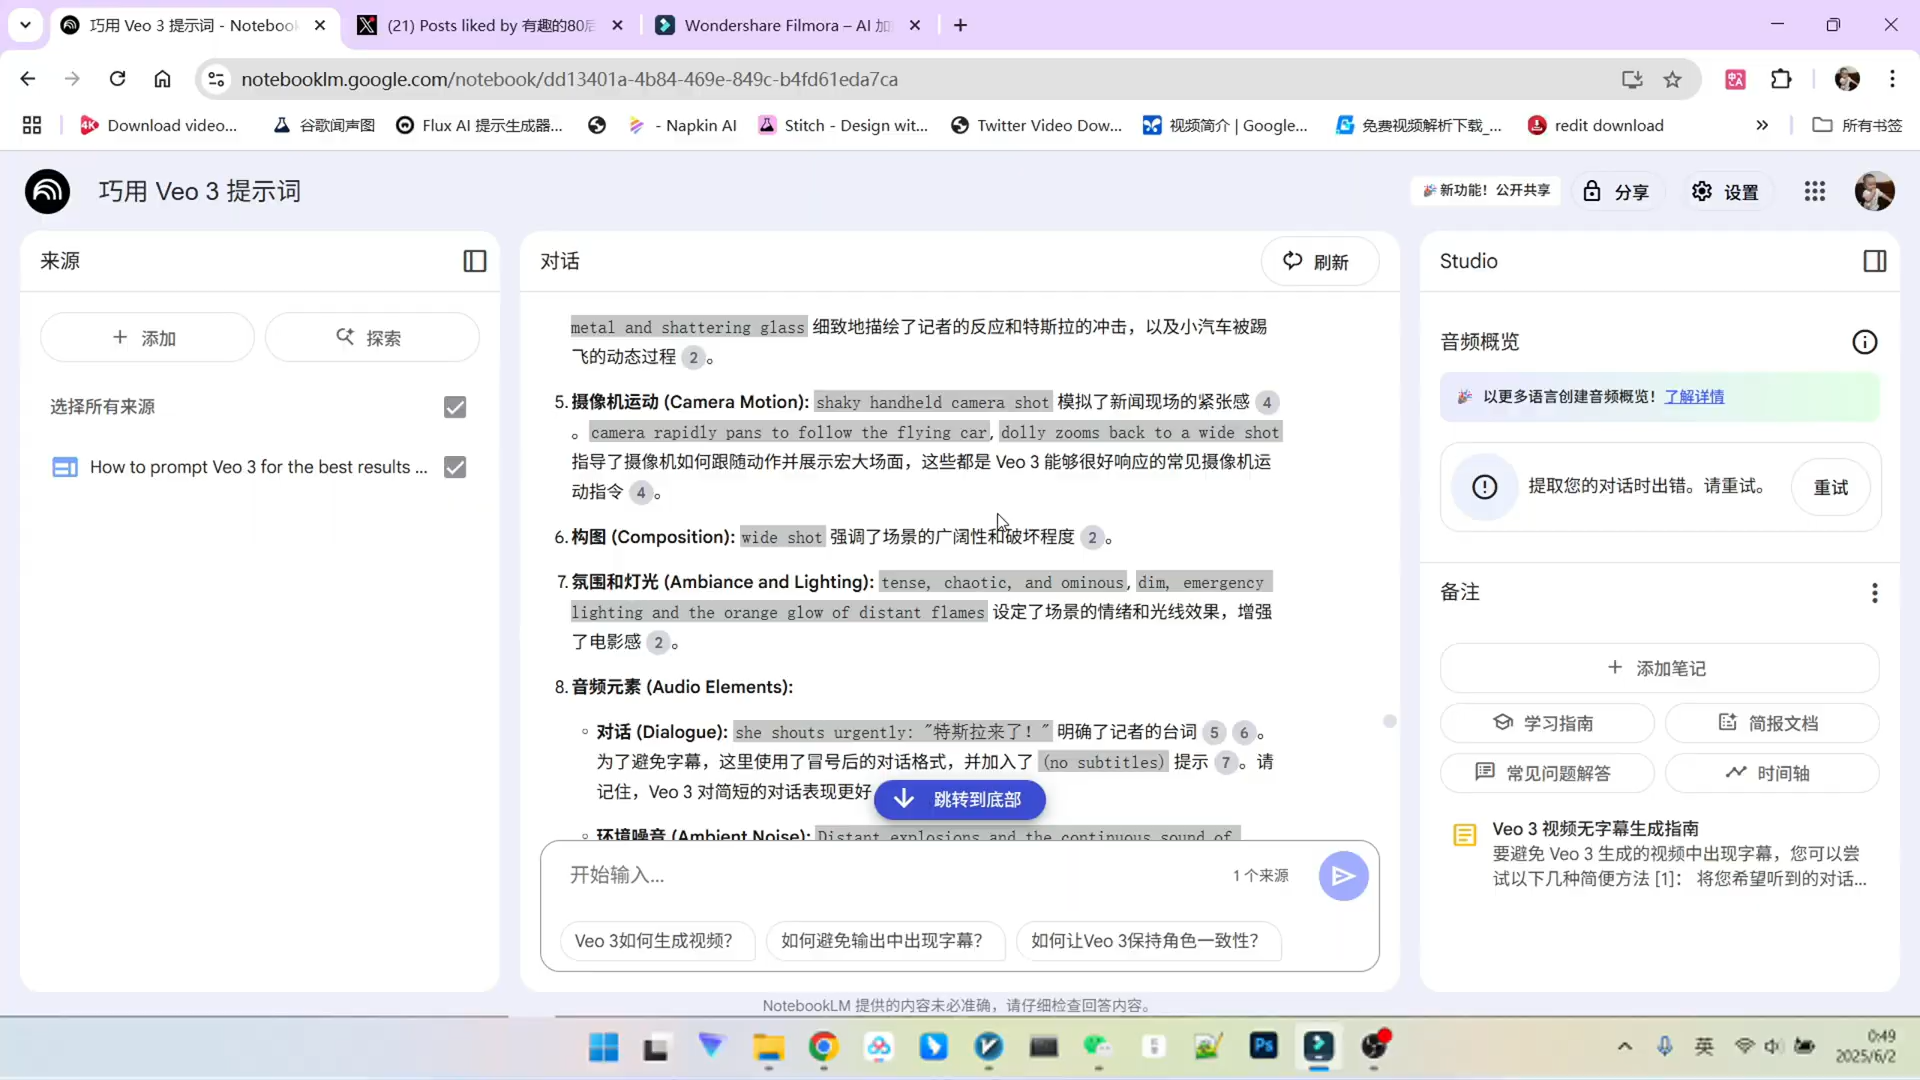 巧用 Veo 3 提示词 - Noteboo
(21) Posts liked by 有趣的80后
Wondershare Filmora – AI 加
notebooklm.google.com/notebook/dd13401a-4b84-469e-849c-b4fd61eda7ca
Download video...
谷歌闻声图
Flux AI 提示生成器...
- Napkin AI
Stitch - Design wit...
Twitter Video Dow...
视频简介 | Google...
免费视频解析下载_...
redit download
所有书签
巧用 Veo 3 提示词
新功能！公开共享
分享
设置
来源
添加
探索
选择所有来源
How to prompt Veo 3 for the best results ...
对话
刷新
metal and shattering glass 细致地描绘了记者的反应和特斯拉的冲击，以及小汽车被踢
飞的动态过程 2 。
5. 摄像机运动 (Camera Motion): shaky handheld camera shot 模拟了新闻现场的紧张感 4
。camera rapidly pans to follow the flying car, dolly zooms back to a wide shot
指导了摄像机如何跟随动作并展示宏大场面，这些都是 Veo 3 能够很好响应的常见摄像机运
动指令 4 。
6. 构图 (Composition): wide shot 强调了场景的广阔性和破坏程度 2 。
7. 氛围和灯光 (Ambiance and Lighting): tense, chaotic, and ominous, dim, emergency
lighting and the orange glow of distant flames 设定了场景的情绪和光线效果，增强
了电影感 2 。
8. 音频元素 (Audio Elements):
◦ 对话 (Dialogue): she shouts urgently: "特斯拉来了！" 明确了记者的台词 5 6 。
为了避免字幕，这里使用了冒号后的对话格式，并加入了 (no subtitles) 提示 7 。请
记住，Veo 3 对简短的对话表现更好
跳转到底部
◦ 环境噪音 (Ambient Noise): Distant explosions and the continuous sound of
开始输入...
1 个来源
Veo 3如何生成视频？
如何避免输出中出现字幕？
如何让Veo 3保持角色一致性？
NotebookLM 提供的内容未必准确，请仔细检查回答内容。
Studio
音频概览
以更多语言创建音频概览！了解详情
提取您的对话时出错。请重试。
重试
备注
添加笔记
学习指南
简报文档
常见问题解答
时间轴
Veo 3 视频无字幕生成指南
要避免 Veo 3 生成的视频中出现字幕，您可以尝
试以下几种简便方法 [1]： 将您希望听到的对话...
Ps
英
0:49
2025/6/2